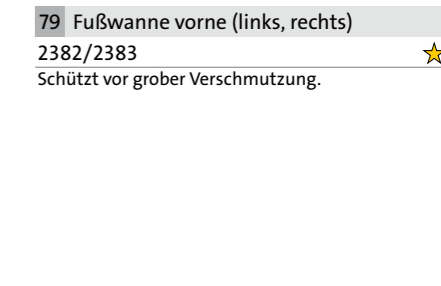 79 Fußwanne vorne (links, rechts)
2382/2383
Schützt vor grober Verschmutzung.